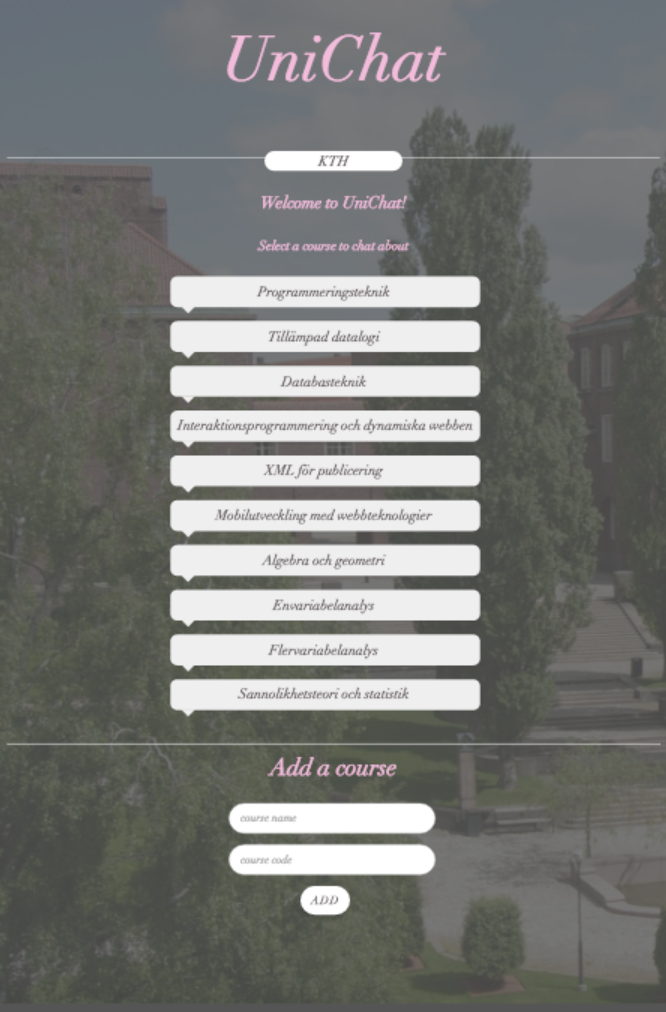 UniChat
KTH
Welcome to UniChat!
Select a course to chat about
Programmeringsteknik
Tillämpad datalogi
Databasteknik
Interaktionsprogrammering och dynamiska webben
XML för publicering
Mobilutveckling med webbteknologier
Algebra och geometri
Envariabelanalys
Flervariabelanalys
Sannolikhetsteori och statistik
Add a course
course name
course code
ADD